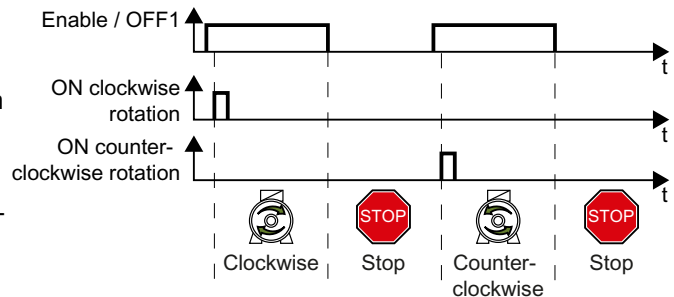 Enable / OFF1
t
ON clockwise
rotation
t
ON counter-
clockwise rotation
t
STOP
STOP
Clockwise
Stop
Counter-
clockwise
Stop